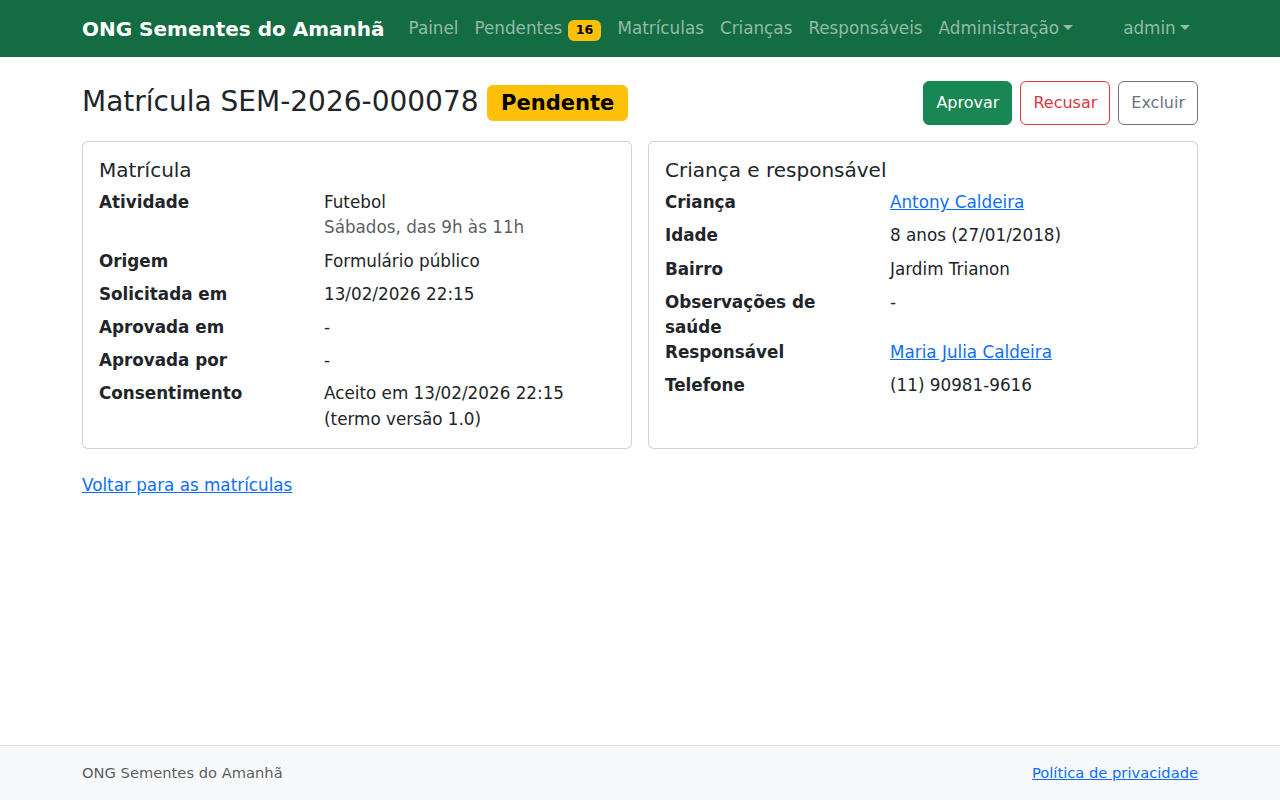 ONG Sementes do Amanhã Painel Pendentes 16 Matrículas Crianças Responsáveis Administração admin
Matrícula SEM-2026-000078 Pendente Aprovar Recusar Excluir
Matrícula
Atividade Futebol
Sábados, das 9h às 11h
Origem Formulário público
Solicitada em 13/02/2026 22:15
Aprovada em -
Aprovada por -
Consentimento Aceito em 13/02/2026 22:15
(termo versão 1.0)
Criança e responsável
Criança Antony Caldeira
Idade 8 anos (27/01/2018)
Bairro Jardim Trianon
Observações de -
saúde
Responsável Maria Julia Caldeira
Telefone (11) 90981-9616
Voltar para as matrículas
ONG Sementes do Amanhã Política de privacidade